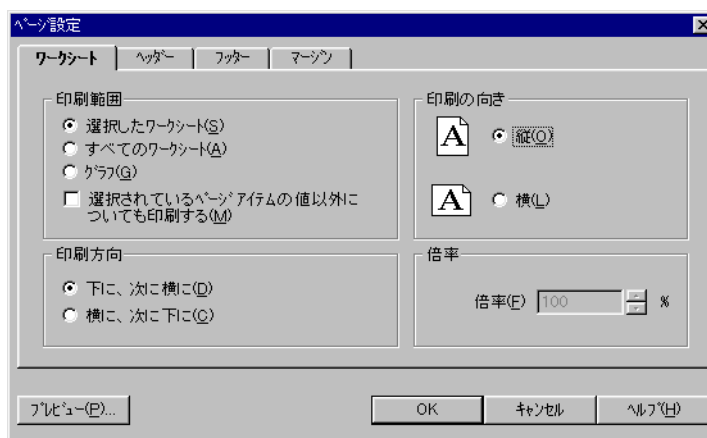 ページ設定
ワークシート
ヘッダー
フッター
マージン
印刷範囲
選択したワークシート(S)
すべてのワークシート(A)
グラフ(G)
選択されているページアイテムの値以外に
ついても印刷する(M)
印刷の向き
A
縦(O)
A
横(L)
印刷方向
下に、次に横に(D)
横に、次に下に(C)
倍率
倍率(F) 100 %
プレビュー(P)...
OK
キャンセル
ヘルプ(H)